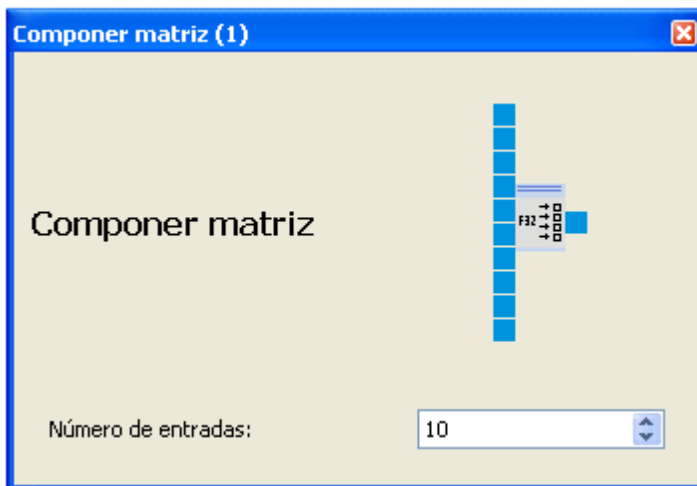 Componer matriz (1)
Componer matriz
F32
Número de entradas:
10